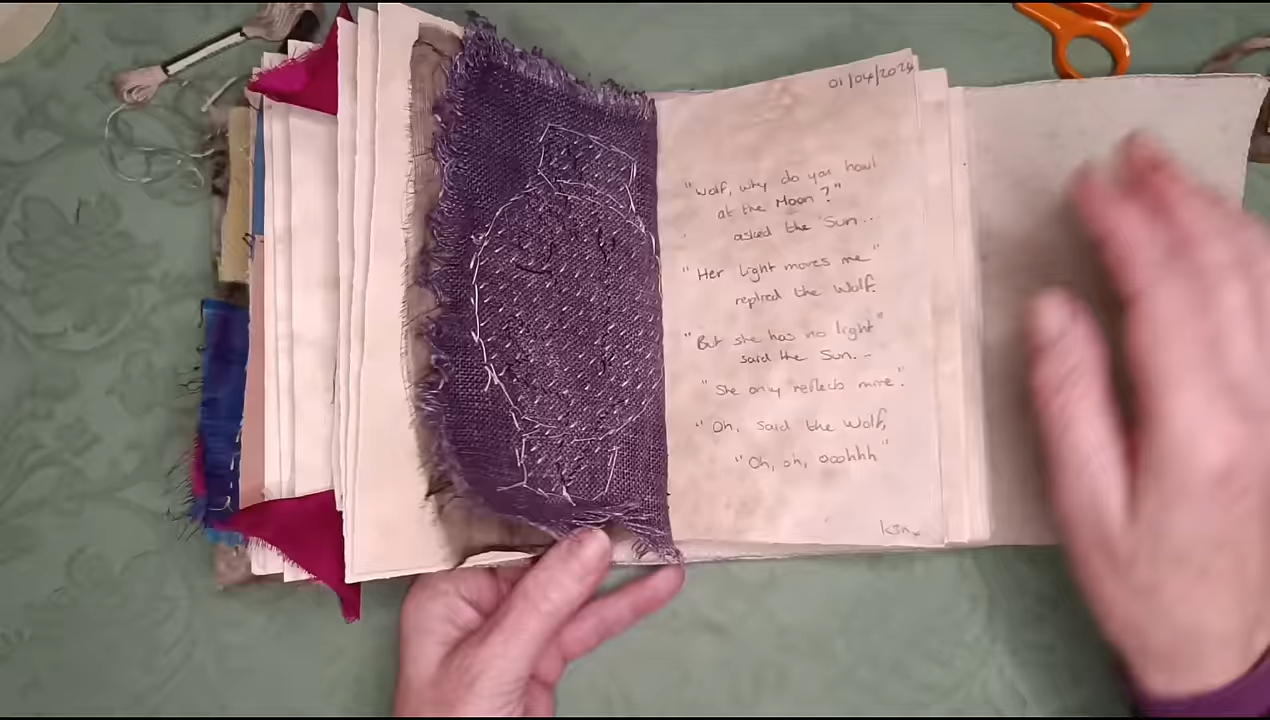 01/04/2024
"Wolf, why do you howl
at the Moon?"
asked the Sun...
"Her light moves me"
replied the Wolf.
"But she has no light"
said the Sun...
"She only reflects mine".
"Oh, said the Wolf,
"Oh, oh, ooohhh"